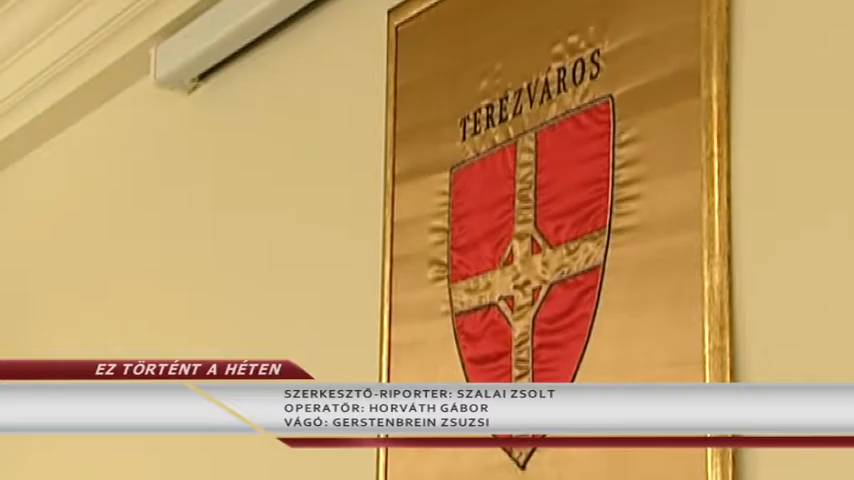 TERÉZVÁROS
EZ TÖRTÉNT A HÉTEN
SZERKESZTŐ-RIPORTER: SZALAI ZSOLT
OPERATŐR: HORVÁTH GÁBOR
VÁGÓ: GERSTENBREIN ZSUZSI